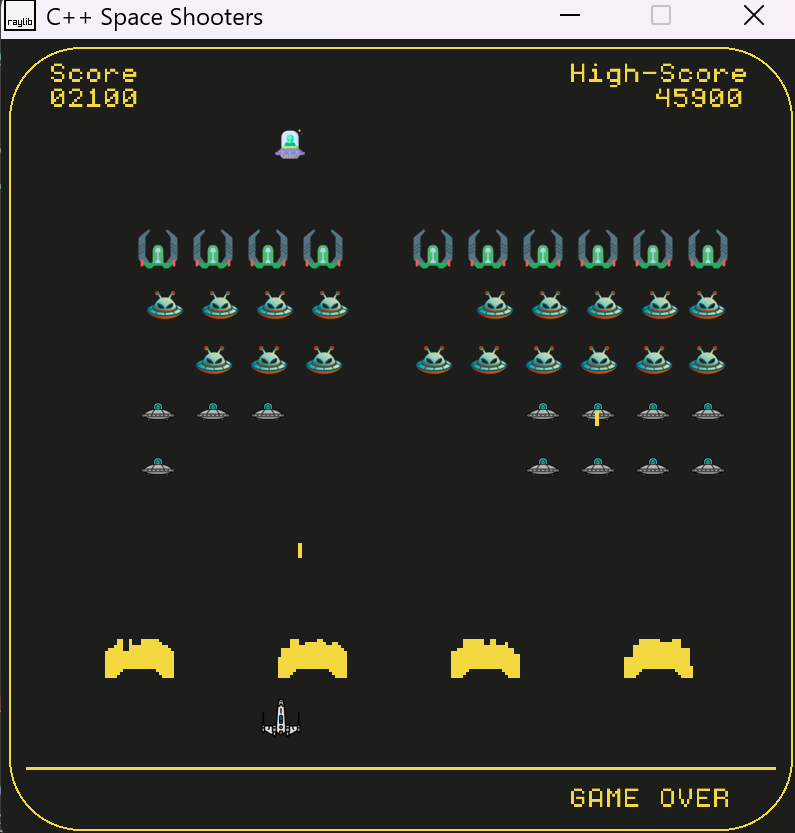 raylib
C++ Space Shooters
Score
High-Score
02100
45900
GAME OVER